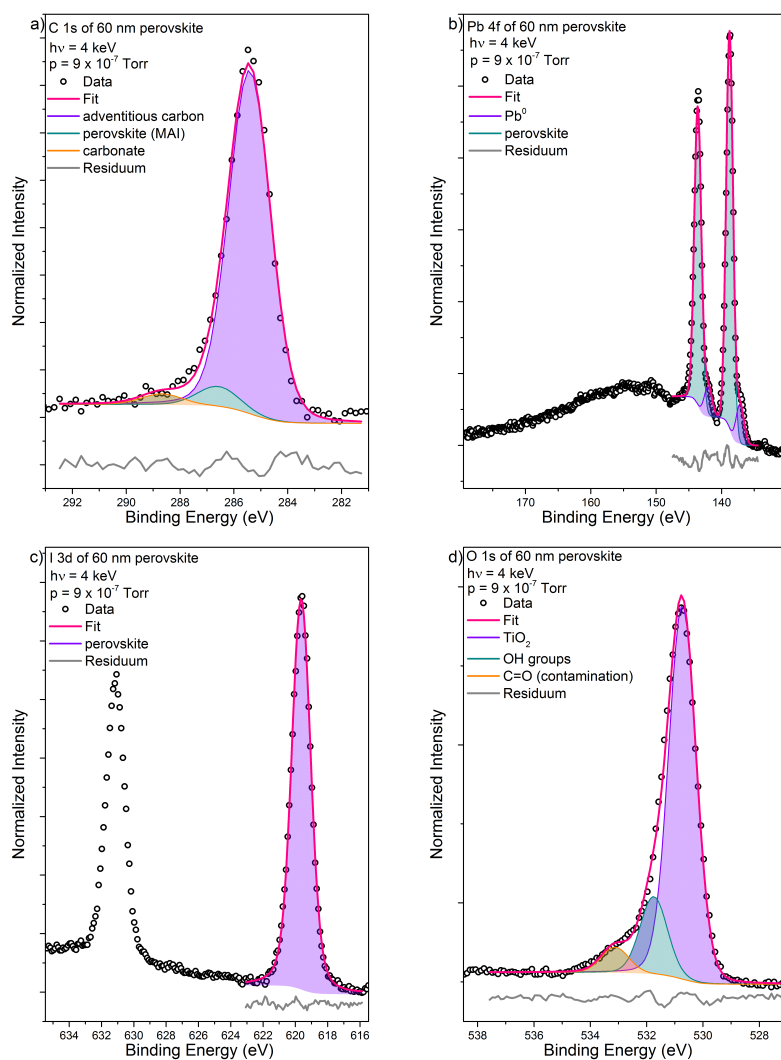 a)
C 1s of 60 nm perovskite
hν = 4 keV
p = 9 x 10⁻⁷ Torr
Data
Fit
adventitious carbon
perovskite (MAI)
carbonate
Residuum
Normalized Intensity
292 290 288 286 284 282
Binding Energy (eV)
b)
Pb 4f of 60 nm perovskite
hν = 4 keV
p = 9 x 10⁻⁷ Torr
Data
Fit
Pb⁰
perovskite
Residuum
Normalized Intensity
170 160 150 140
Binding Energy (eV)
c)
I 3d of 60 nm perovskite
hν = 4 keV
p = 9 x 10⁻⁷ Torr
Data
Fit
perovskite
Residuum
Normalized Intensity
634 632 630 628 626 624 622 620 618 616
Binding Energy (eV)
d)
O 1s of 60 nm perovskite
hν = 4 keV
p = 9 x 10⁻⁷ Torr
Data
Fit
TiO₂
OH groups
C=O (contamination)
Residuum
Normalized Intensity
538 536 534 532 530 528
Binding Energy (eV)